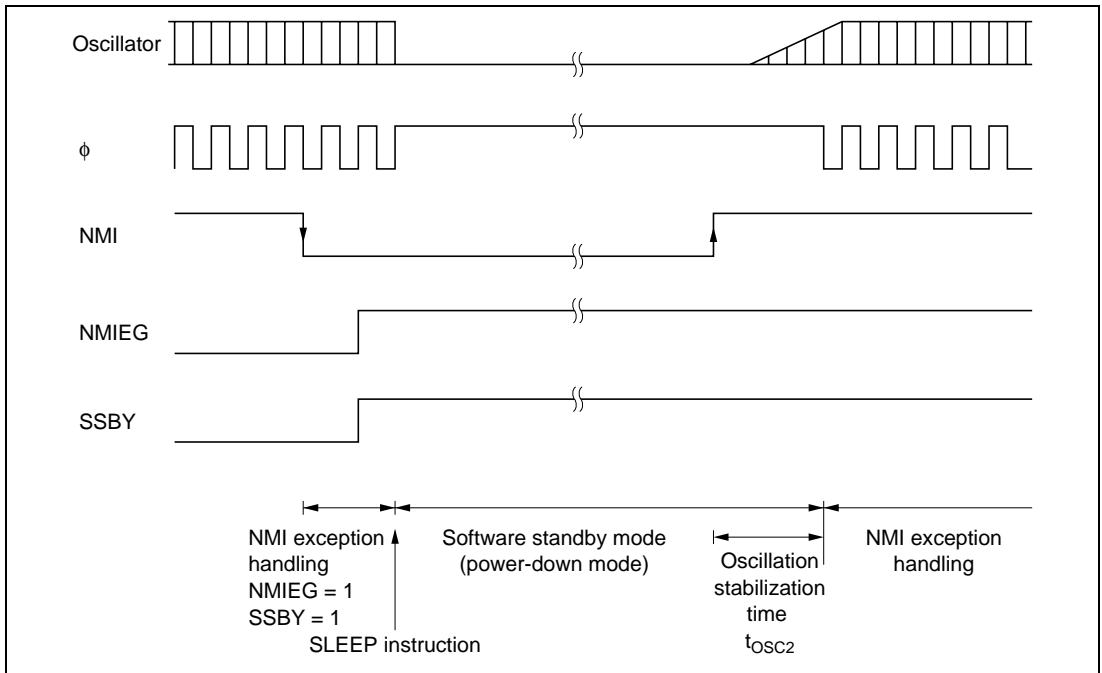 Oscillator
ϕ
NMI
NMIEG
SSBY
NMI exception
handling
NMIEG = 1
SSBY = 1
SLEEP instruction
Software standby mode
(power-down mode)
Oscillation
stabilization
time
tOSC2
NMI exception
handling